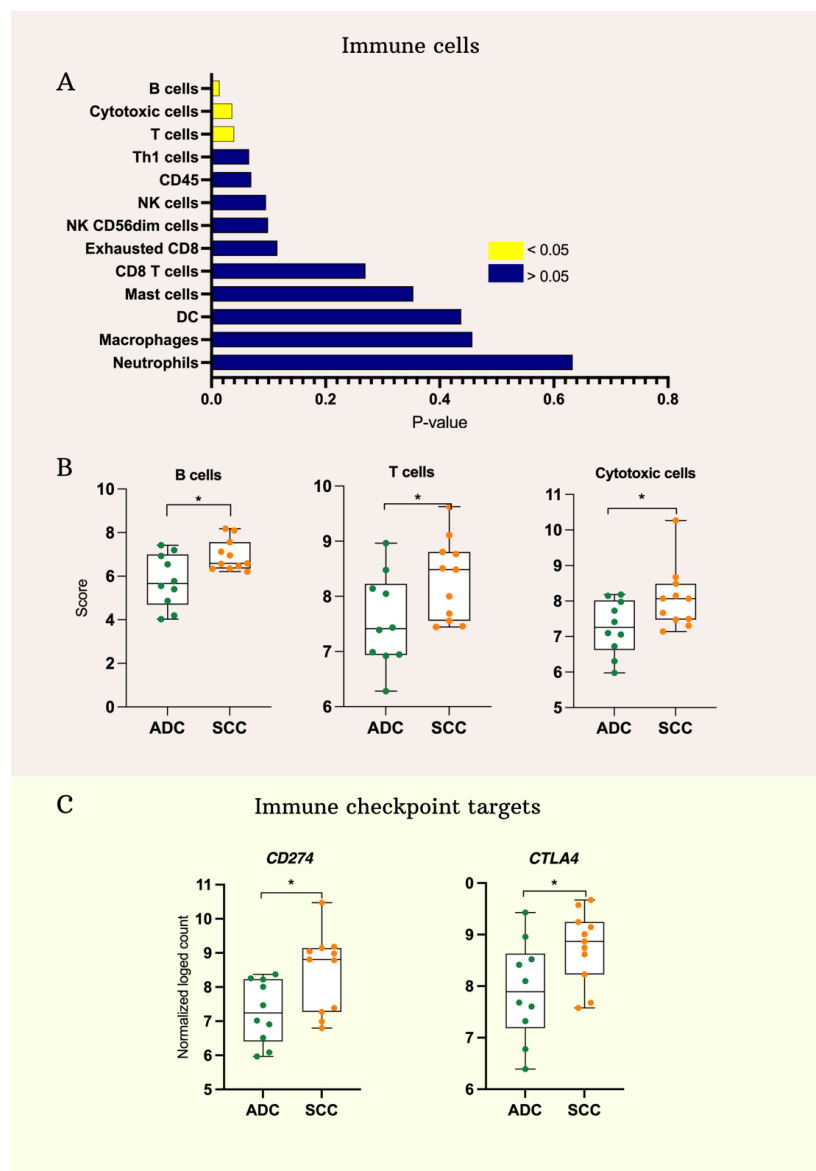 Immune cells
A
B cells
Cytotoxic cells
T cells
Th1 cells
CD45
NK cells
NK CD56dim cells
Exhausted CD8
CD8 T cells
Mast cells
DC
Macrophages
Neutrophils
< 0.05
> 0.05
0.0 0.2 0.4 0.6 0.8
P-value
B
B cells
*
10
8
6
4
2
0
Score
ADC SCC
T cells
*
10
9
8
7
6
ADC SCC
Cytotoxic cells
*
11
10
9
8
7
6
5
ADC SCC
C
Immune checkpoint targets
CD274
*
11
10
9
8
7
6
5
Normalized loged count
ADC SCC
CTLA4
*
0
9
8
7
6
ADC SCC